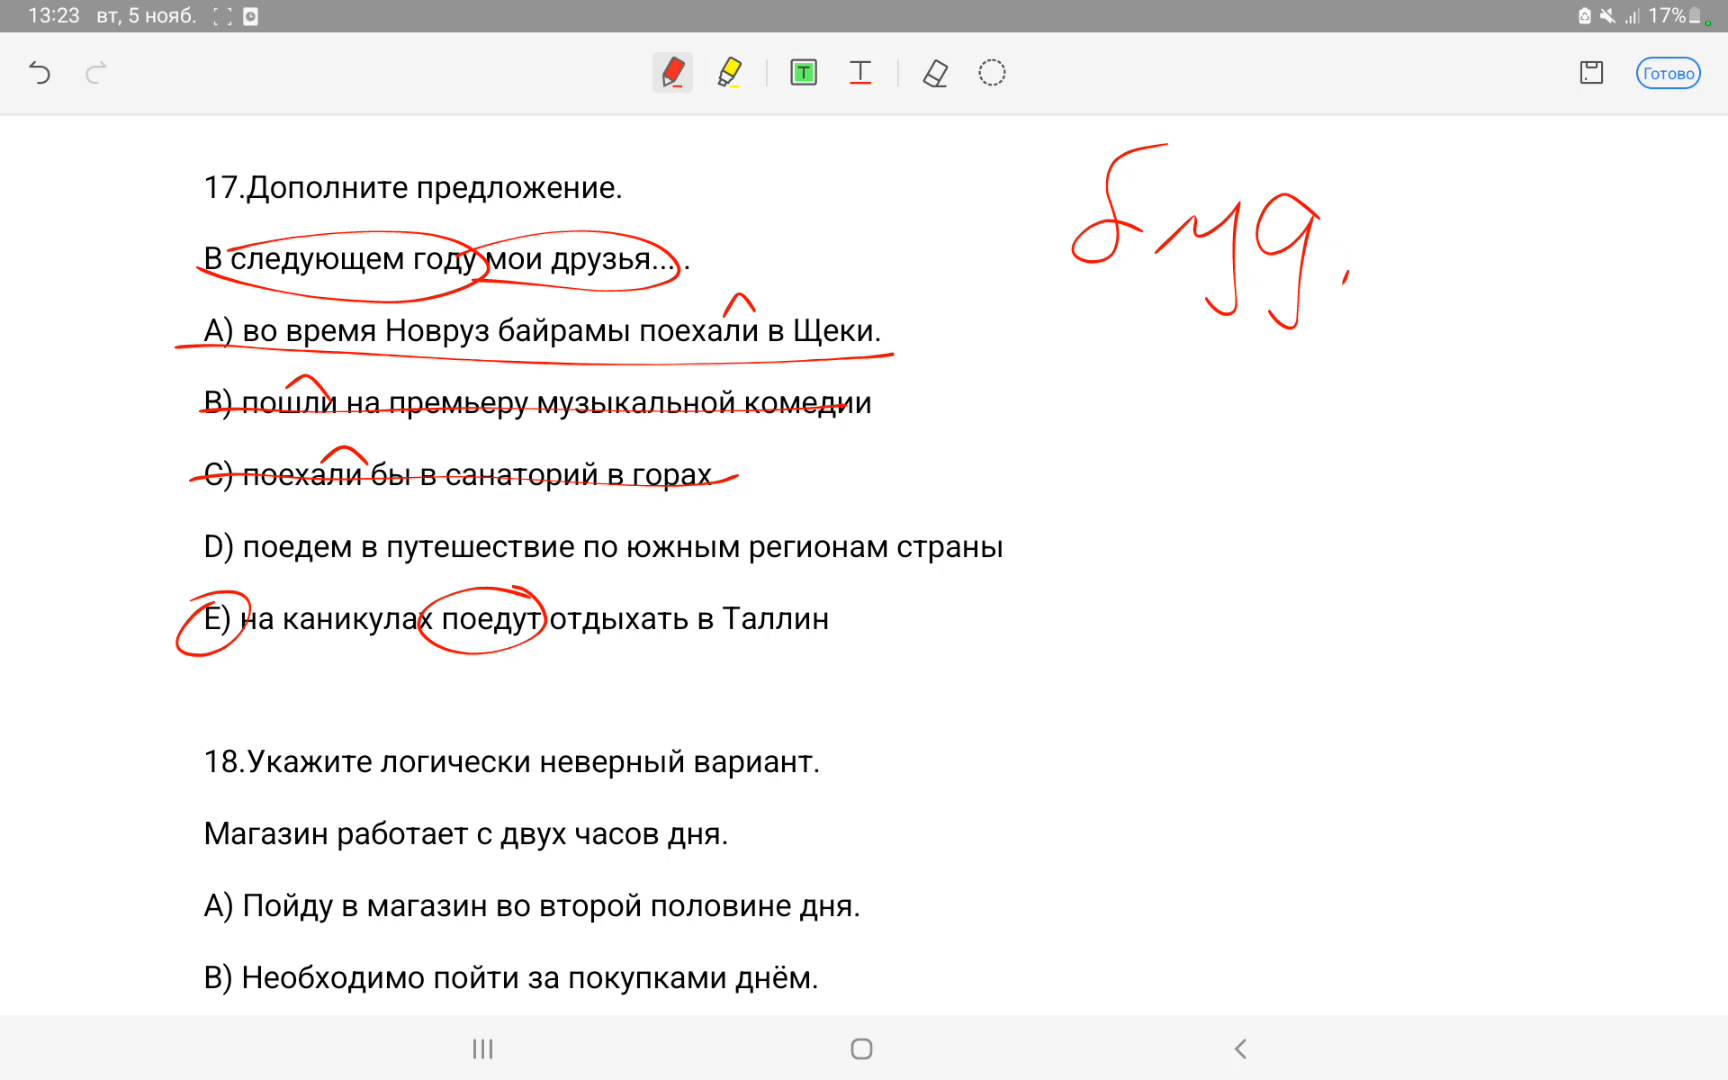 13:23 вт, 5 нояб. 17%
T T Готово
17.Дополните предложение.
буд.
В следующем году мои друзья... .
A) во время Новруз байрамы поехали в Щеки.
B) пошли на премьеру музыкальной комедии
C) поехали бы в санаторий в горах
D) поедем в путешествие по южным регионам страны
E) на каникулах поедут отдыхать в Таллин
18.Укажите логически неверный вариант.
Магазин работает с двух часов дня.
A) Пойду в магазин во второй половине дня.
B) Необходимо пойти за покупками днём.